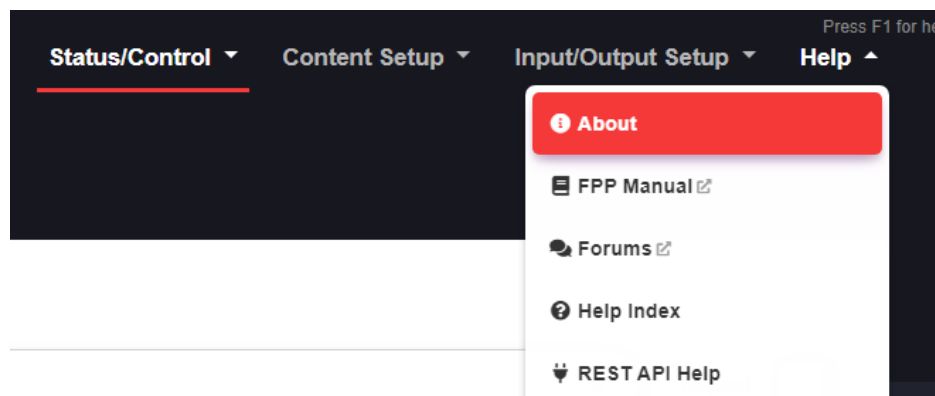 Press F1 for he
Status/Control Content Setup Input/Output Setup Help
About
FPP Manual
Forums
Help Index
REST API Help